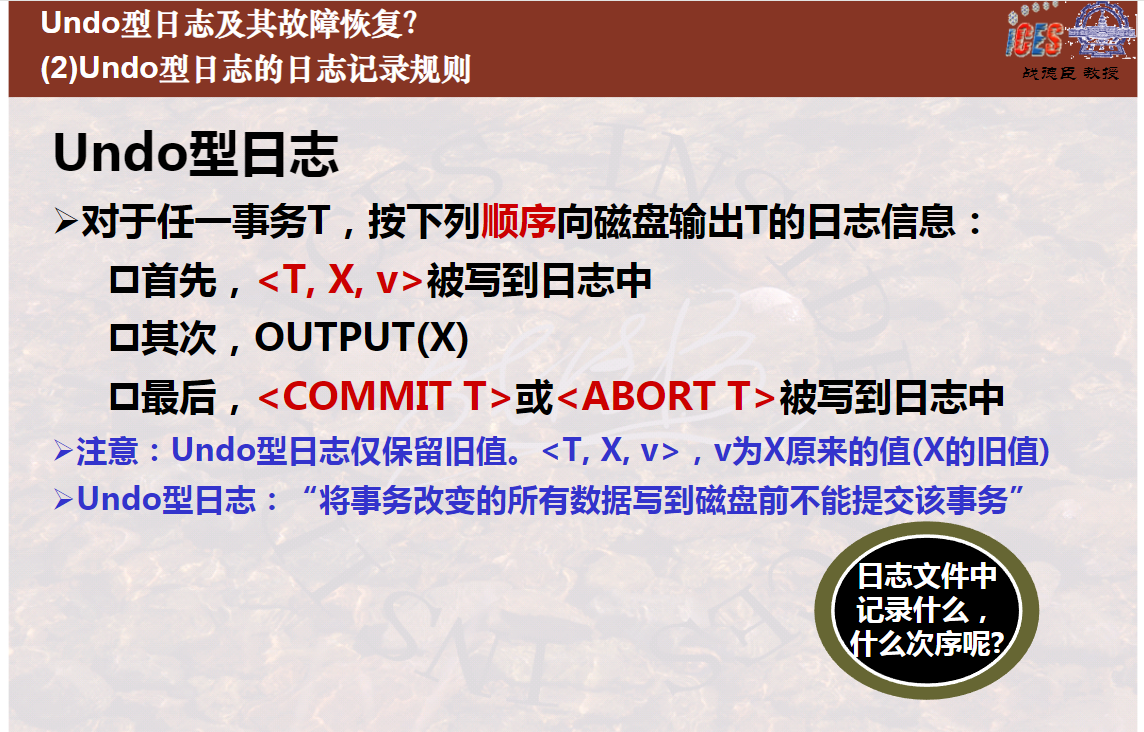 Undo型日志及其故障恢复?
(2)Undo型日志的日志记录规则
ICES
战德臣 教授
Undo型日志
➢对于任一事务T，按下列顺序向磁盘输出T的日志信息：
❑首先，<T, X, v>被写到日志中
❑其次，OUTPUT(X)
❑最后，<COMMIT T>或<ABORT T>被写到日志中
➢注意：Undo型日志仅保留旧值。<T, X, v>，v为X原来的值(X的旧值)
➢Undo型日志：“将事务改变的所有数据写到磁盘前不能提交该事务”
日志文件中
记录什么，
什么次序呢?